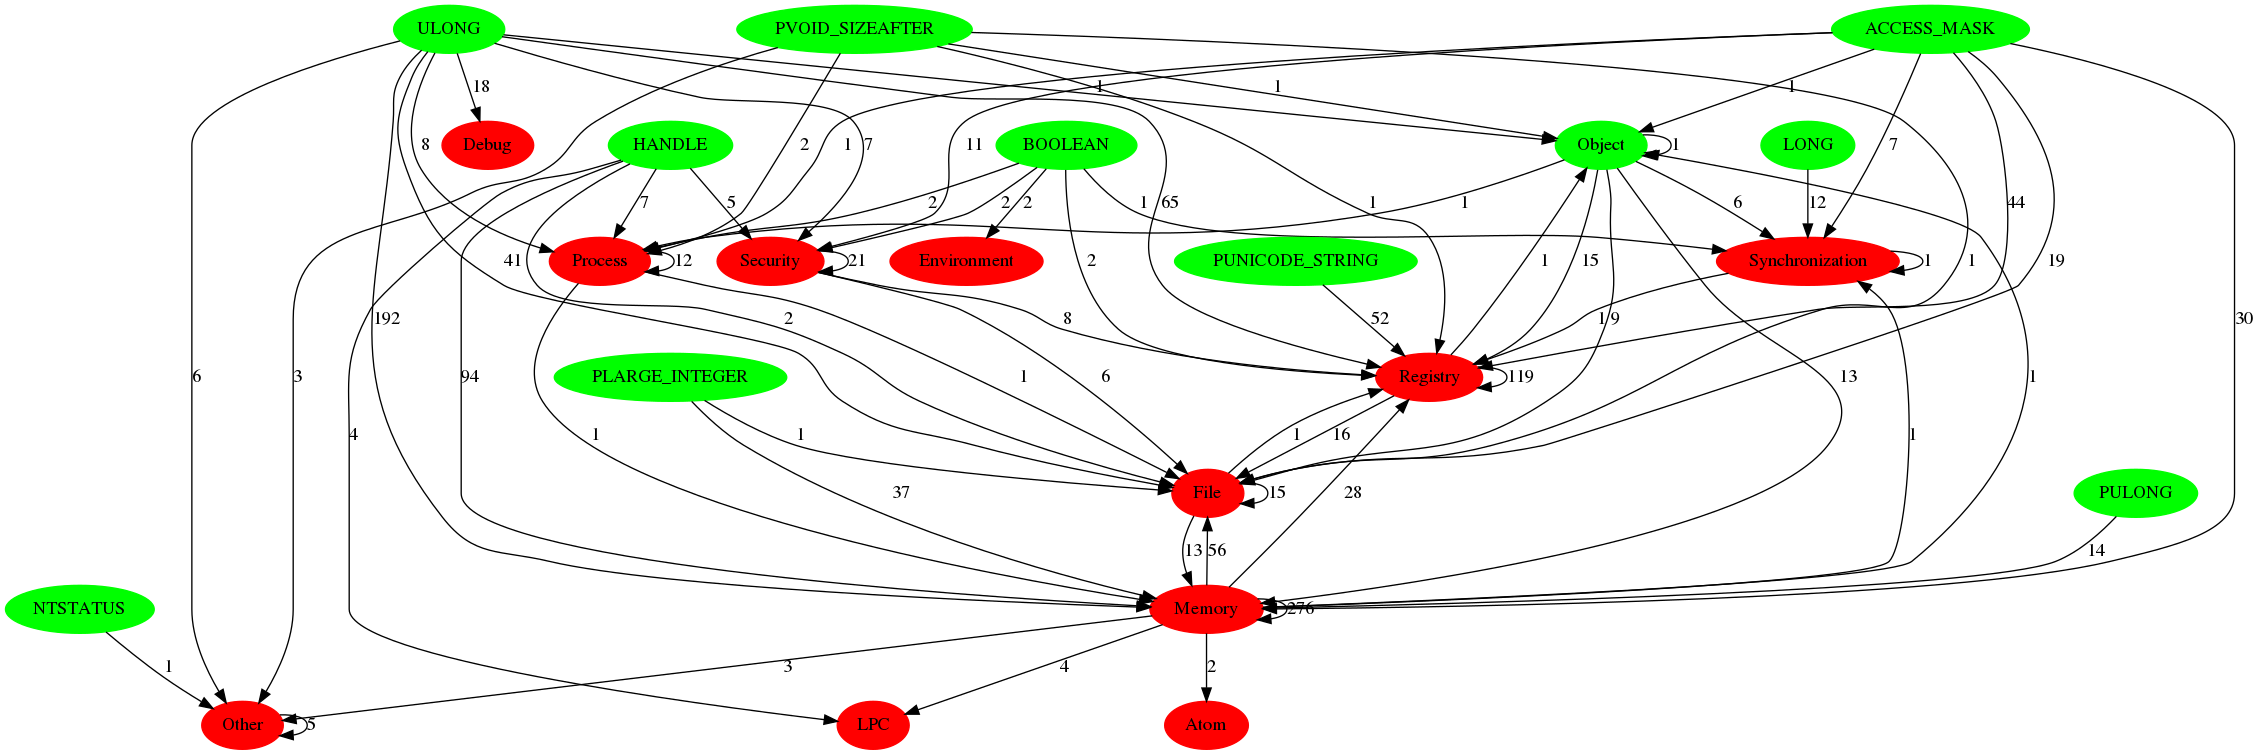 ULONG PVOID_SIZEAFTER ACCESS_MASK
18 1 1 1
Debug HANDLE BOOLEAN Object LONG
8 2 1 7 11 1 7
7 5 2 2 2 1 65 1 1 6 12 44
Process Security Environment PUNICODE_STRING Synchronization
41 12 21 2 1 15 1 1 19
192 6 4 2 8 52 1 9 30
PLARGE_INTEGER Registry
6 3 94 1 6 119 13 1
4 1 1 1 16 1
File PULONG
37 15 28
13 56 14
NTSTATUS Memory
276
1 3 4 2
Other LPC Atom
5